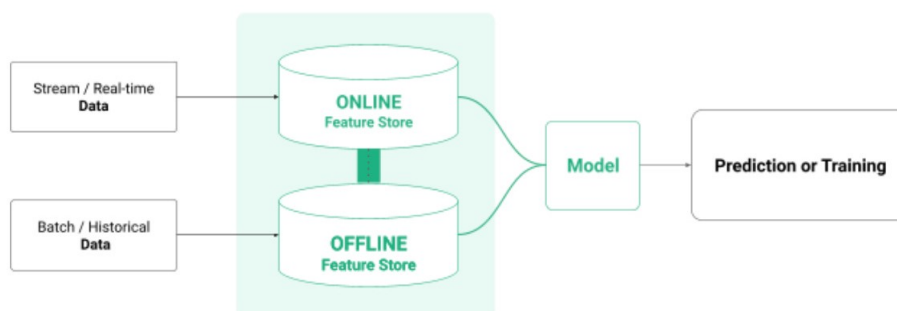 Stream / Real-time
Data
ONLINE
Feature Store
Model
Prediction or Training
Batch / Historical
Data
OFFLINE
Feature Store